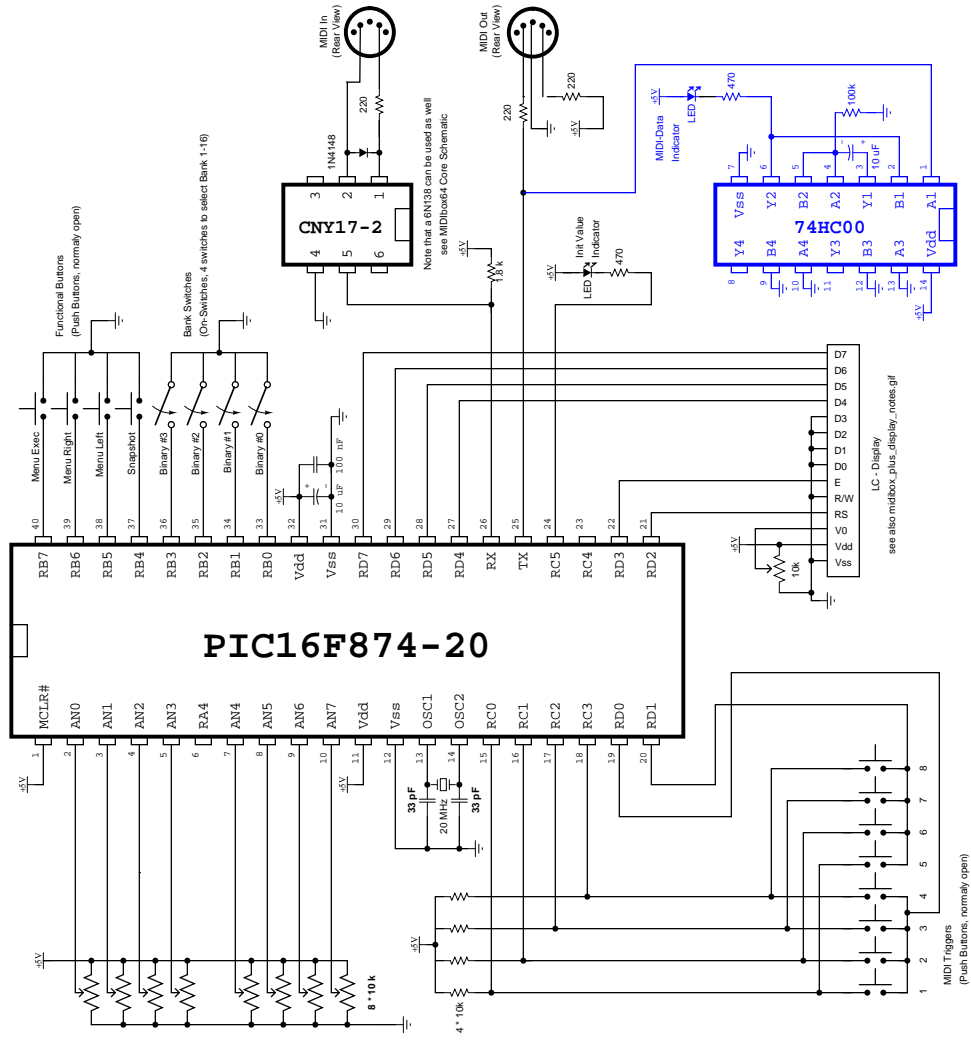 MIDI In
(Rear View)
MIDI Out
(Rear View)
220
1N4148
3
2
1
CNY17-2
4
5
6
Note that a 6N138 can be used as well
see MIDIbox64 Core Schematic
220
220
+5V
+5V
LED
470
MIDI-Data
Indicator
100k
10 uF
-
+
7
6
5
4
3
2
1
Vss
Y2
B2
A2
Y1
B1
A1
74HC00
Y4
B4
A4
Y3
B3
A3
Vdd
8
9
10
11
12
13
14
+5V
Functional Buttons
(Push Buttons, normaly open)
Bank Switches
(On-Switches, 4 switches to select Bank 1-16)
Menu Exec
Menu Right
Menu Left
Snapshot
Binary #3
Binary #2
Binary #1
Binary #0
+5V
+
-
10 uF
100 nF
+5V
1.8 k
+5V
LED
Init Value
Indicator
470
40
39
38
37
36
35
34
33
32
31
30
29
28
27
26
25
24
23
22
21
RB7
RB6
RB5
RB4
RB3
RB2
RB1
RB0
Vdd
Vss
RD7
RD6
RD5
RD4
RX
TX
RC5
RC4
RD3
RD2
PIC16F874-20
MCLR#
AN0
AN1
AN2
AN3
RA4
AN4
AN5
AN6
AN7
Vdd
Vss
OSC1
OSC2
RC0
RC1
RC2
RC3
RD0
RD1
1
2
3
4
5
6
7
8
9
10
11
12
13
14
15
16
17
18
19
20
D7
D6
D5
D4
D3
D2
D1
D0
E
R/W
RS
V0
Vdd
Vss
LC - Display
see also midibox_plus_display_notes.gif
+5V
10k
+5V
+5V
33 pF
20 MHz
33 pF
+5V
8 * 10k
+5V
4 * 10k
8
7
6
5
4
3
2
1
MIDI Triggers
(Push Buttons, normaly open)